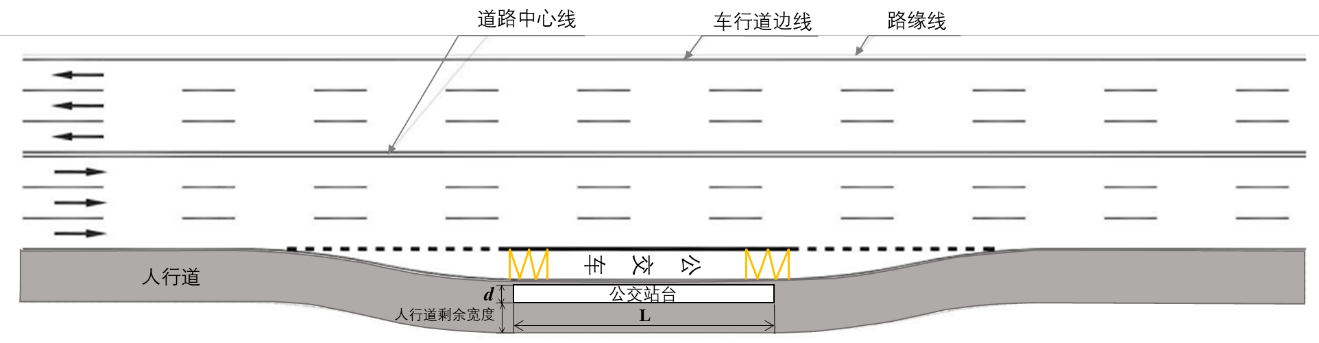 道路中心线
车行道边线
路缘线
公交车
人行道
d
公交站台
人行道剩余宽度
L